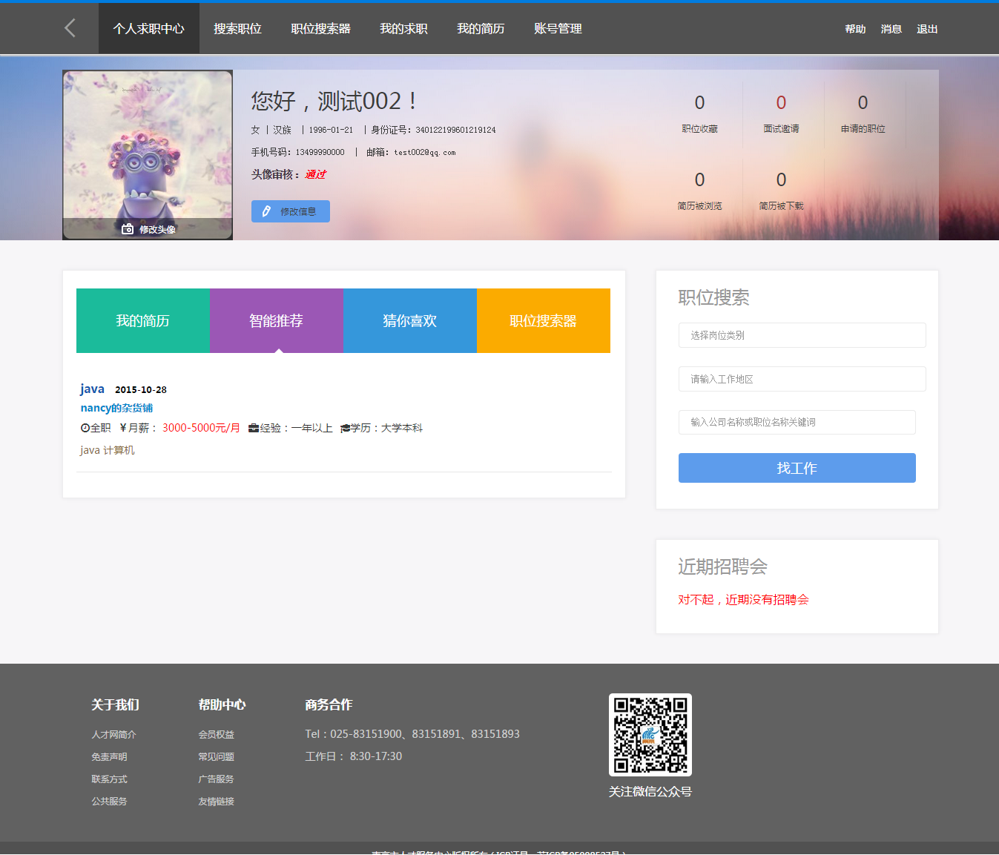 个人求职中心 搜索职位 职位搜索器 我的求职 我的简历 账号管理 帮助 消息 退出
您好，测试002！
女 | 汉族 | 1996-01-21 | 身份证号：340122199601219124
手机号码：13499990000 | 邮箱：test002@qq.com
头像审核：通过
修改信息
修改头像
0 0 0
职位收藏 面试邀请 申请的职位
0 0
简历被浏览 简历被下载
我的简历 智能推荐 猜你喜欢 职位搜索器
java 2015-10-28
nancy的杂货铺
全职 ¥月薪： 3000-5000元/月 经验：一年以上 学历：大学本科
java 计算机
职位搜索
选择岗位类别
请输入工作地区
输入公司名称或职位名称关键词
找工作
近期招聘会
对不起，近期没有招聘会
关于我们
人才网简介
免责声明
联系方式
公共服务
帮助中心
会员权益
常见问题
广告服务
友情链接
商务合作
Tel：025-83151900、83151891、83151893
工作日： 8:30-17:30
关注微信公众号